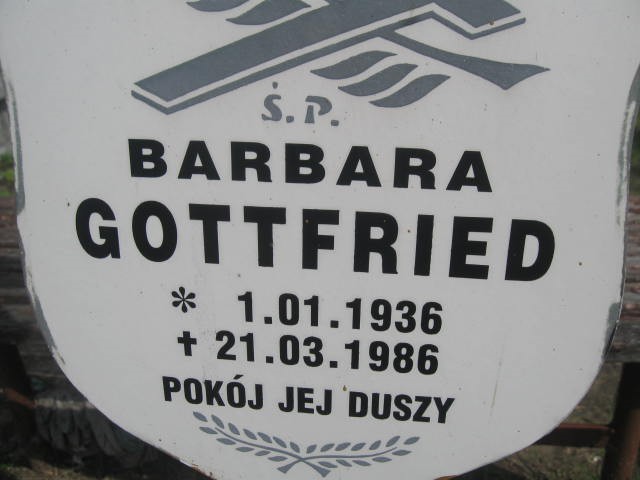 Ś.P.
BARBARA
GOTTFRIED
* 1.01.1936
✝ 21.03.1986
POKÓJ JEJ DUSZY